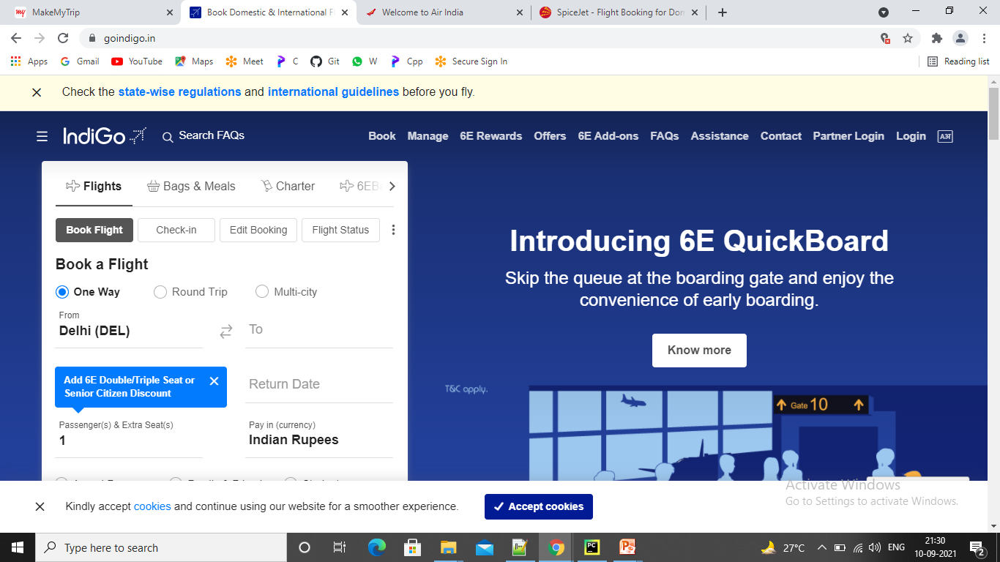 MakeMyTrip
Book Domestic & International Fl
Welcome to Air India
SpiceJet - Flight Booking for Dom
goindigo.in
Apps
Gmail
YouTube
Maps
Meet
C
Git
W
Cpp
Secure Sign In
Reading list
Check the state-wise regulations and international guidelines before you fly.
IndiGo
Search FAQs
Book
Manage
6E Rewards
Offers
6E Add-ons
FAQs
Assistance
Contact
Partner Login
Login
Flights
Bags & Meals
Charter
6EBa
Book Flight
Check-in
Edit Booking
Flight Status
Book a Flight
One Way
Round Trip
Multi-city
From
Delhi (DEL)
To
Add 6E Double/Triple Seat or
Senior Citizen Discount
Return Date
Passenger(s) & Extra Seat(s)
1
Pay in (currency)
Indian Rupees
Introducing 6E QuickBoard
Skip the queue at the boarding gate and enjoy the
convenience of early boarding.
Know more
T&C apply.
Gate 10
Activate Windows
Go to Settings to activate Windows.
Kindly accept cookies and continue using our website for a smoother experience.
Accept cookies
Type here to search
27°C
ENG
21:30
10-09-2021
2